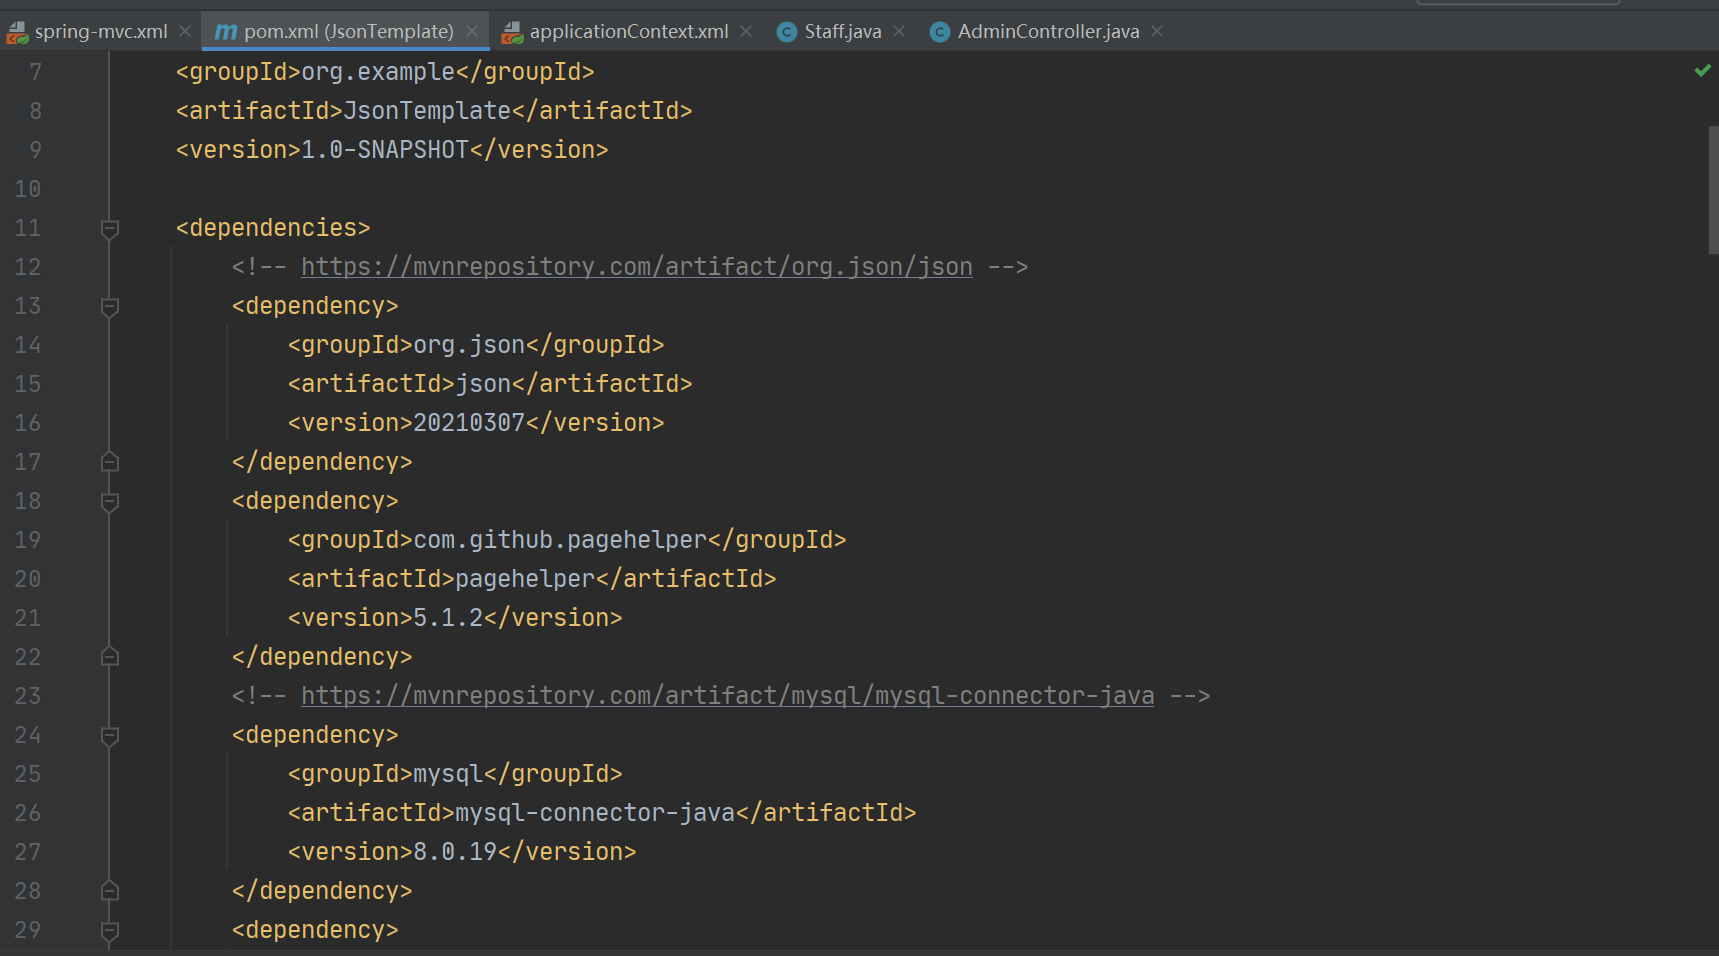 spring-mvc.xml pom.xml (JsonTemplate) applicationContext.xml Staff.java AdminController.java
7 <groupId>org.example</groupId>
8 <artifactId>JsonTemplate</artifactId>
9 <version>1.0-SNAPSHOT</version>
10
11 <dependencies>
12 <!-- https://mvnrepository.com/artifact/org.json/json -->
13 <dependency>
14 <groupId>org.json</groupId>
15 <artifactId>json</artifactId>
16 <version>20210307</version>
17 </dependency>
18 <dependency>
19 <groupId>com.github.pagehelper</groupId>
20 <artifactId>pagehelper</artifactId>
21 <version>5.1.2</version>
22 </dependency>
23 <!-- https://mvnrepository.com/artifact/mysql/mysql-connector-java -->
24 <dependency>
25 <groupId>mysql</groupId>
26 <artifactId>mysql-connector-java</artifactId>
27 <version>8.0.19</version>
28 </dependency>
29 <dependency>